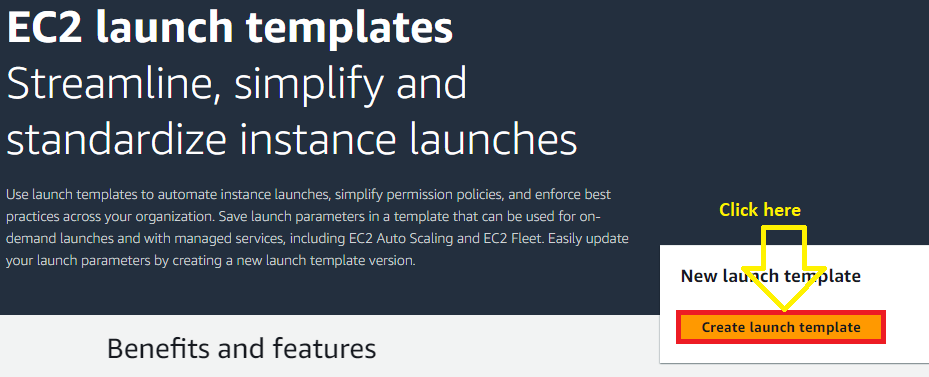 EC2 launch templates
Streamline, simplify and
standardize instance launches
Use launch templates to automate instance launches, simplify permission policies, and enforce best
practices across your organization. Save launch parameters in a template that can be used for on-
demand launches and with managed services, including EC2 Auto Scaling and EC2 Fleet. Easily update
your launch parameters by creating a new launch template version.
Click here
New launch template
Create launch template
Benefits and features